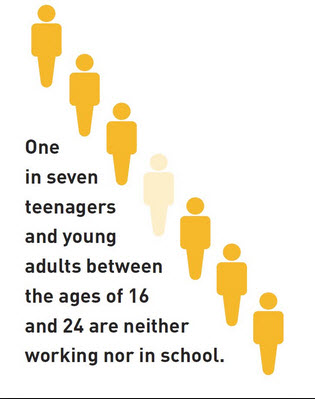 One
in seven
teenagers
and young
adults between
the ages of 16
and 24 are neither
working nor in school.